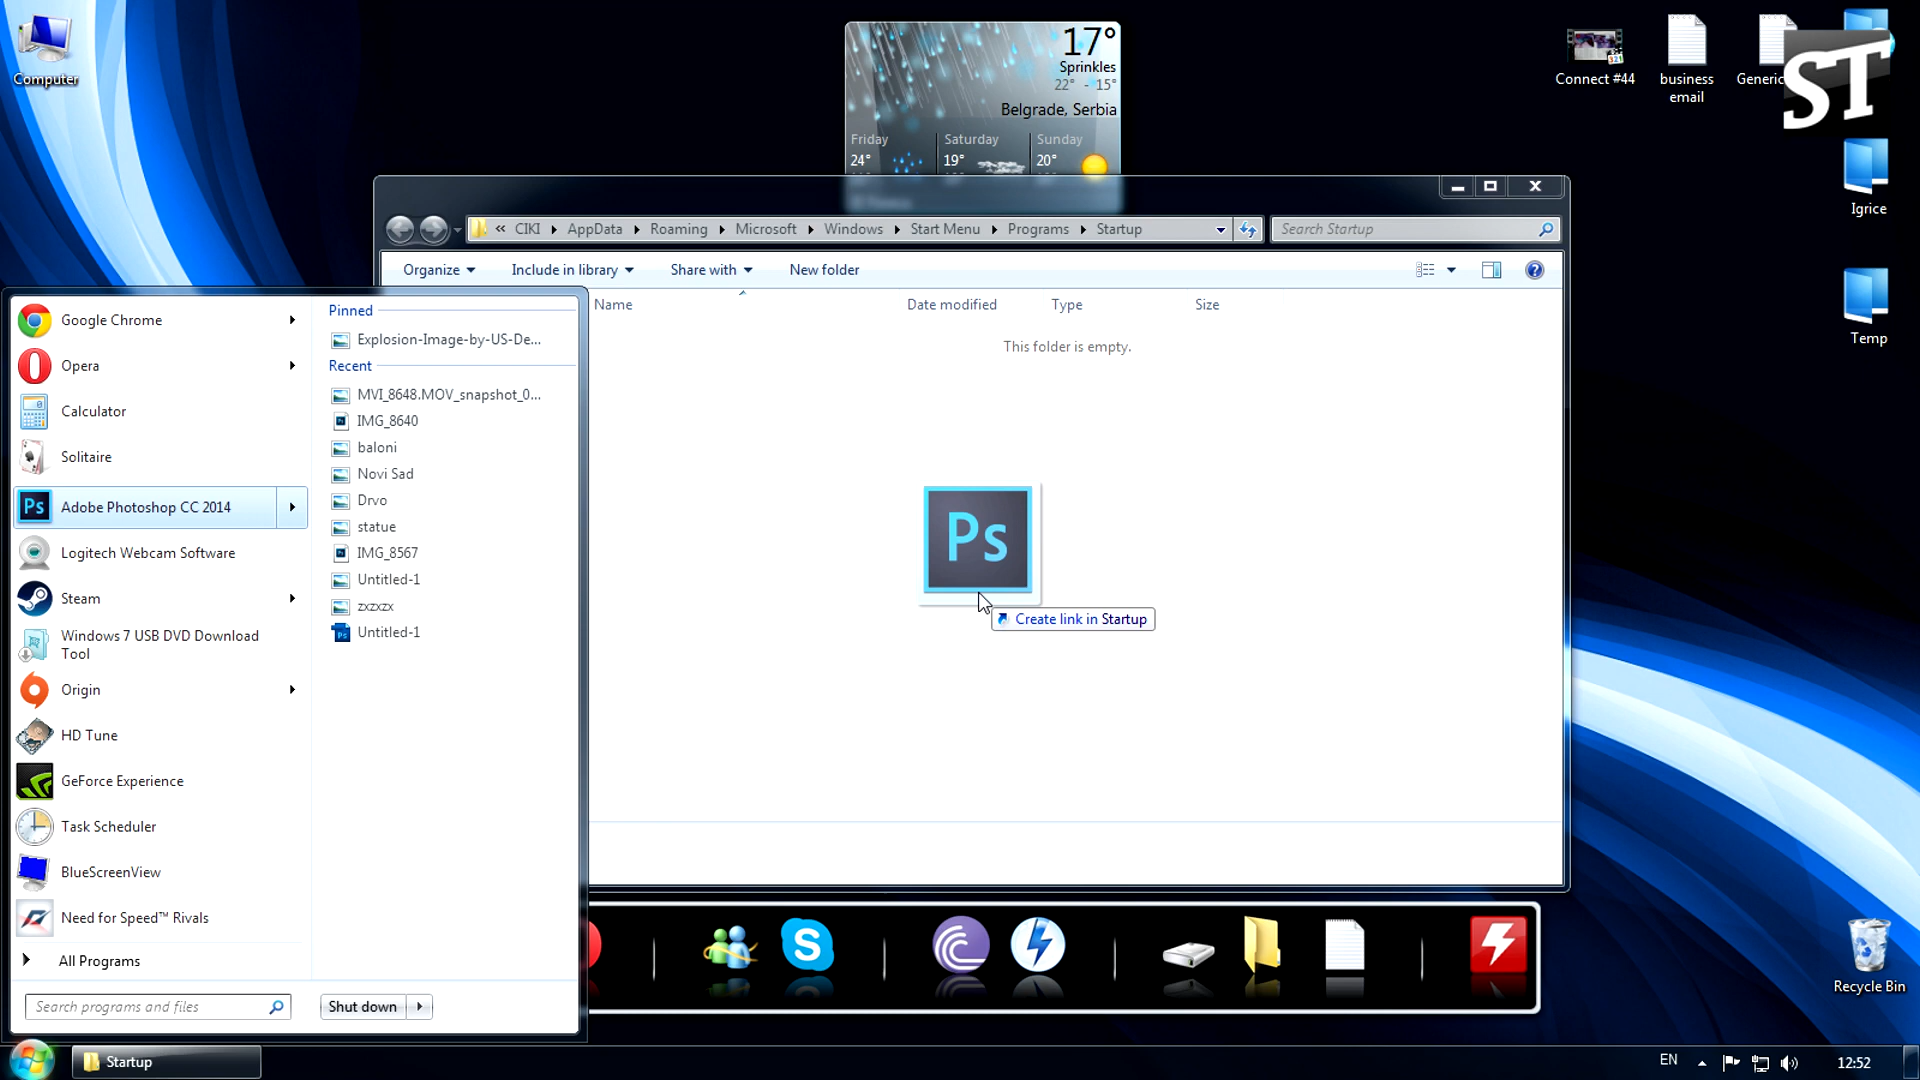 Computer
17°
Sprinkles
22° - 15°
Belgrade, Serbia
Friday
Saturday
Sunday
24°
19°
20°
Connect #44
business
email
Generic
ST
Igrice
Temp
« CIKI AppData Roaming Microsoft Windows Start Menu Programs Startup
Search Startup
Organize
Include in library
Share with
New folder
Name
Date modified
Type
Size
This folder is empty.
Ps
Create link in Startup
Google Chrome
Opera
Calculator
Solitaire
Ps
Adobe Photoshop CC 2014
Logitech Webcam Software
Steam
Windows 7 USB DVD Download
Tool
Origin
HD Tune
GeForce Experience
Task Scheduler
BlueScreenView
Need for Speed™ Rivals
All Programs
Search programs and files
Shut down
Pinned
Explosion-Image-by-US-De...
Recent
MVI_8648.MOV_snapshot_0...
IMG_8640
baloni
Novi Sad
Drvo
statue
IMG_8567
Untitled-1
zxzxzx
Untitled-1
Recycle Bin
Startup
EN
12:52